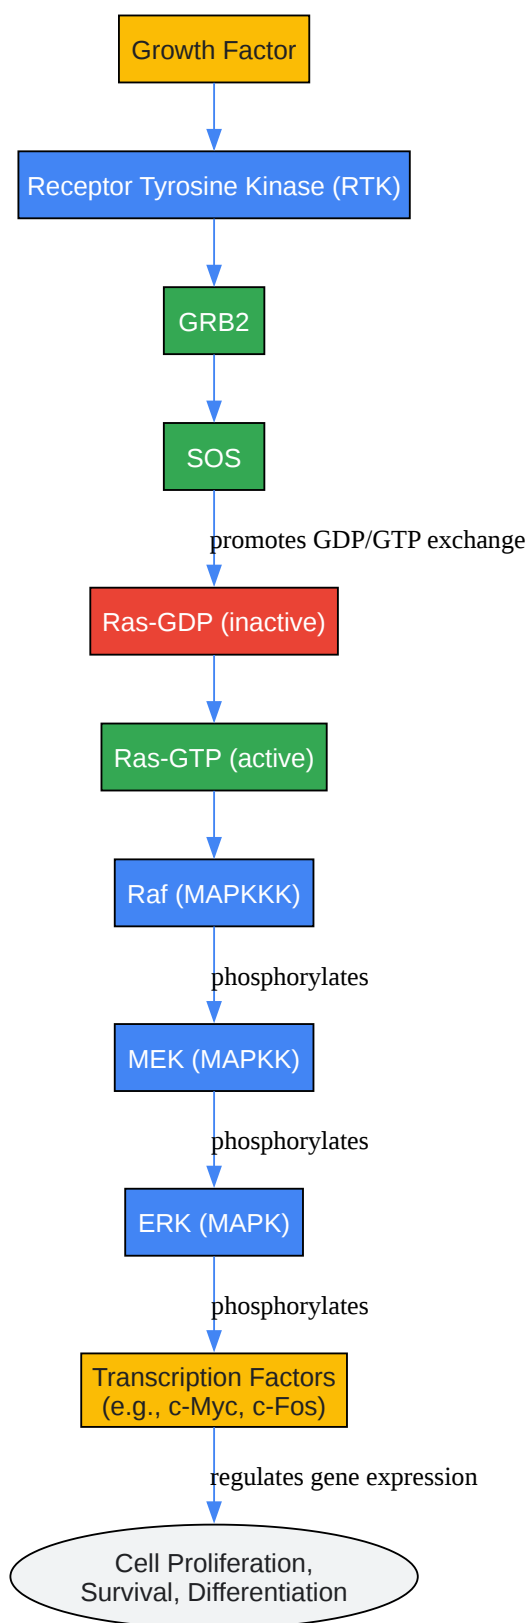 Growth Factor
Receptor Tyrosine Kinase (RTK)
GRB2
SOS
promotes GDP/GTP exchange
Ras-GDP (inactive)
Ras-GTP (active)
Raf (MAPKKK)
phosphorylates
MEK (MAPKK)
phosphorylates
ERK (MAPK)
phosphorylates
Transcription Factors
(e.g., c-Myc, c-Fos)
regulates gene expression
Cell Proliferation,
Survival, Differentiation